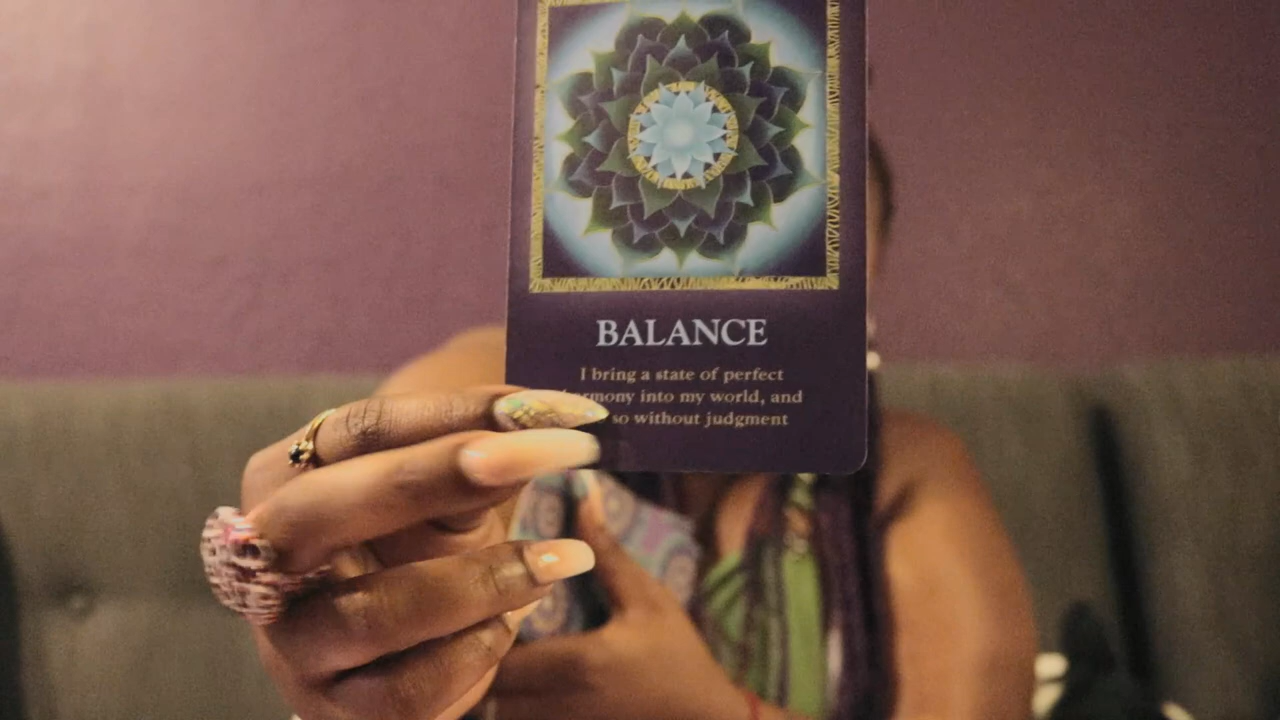 BALANCE
I bring a state of perfect
rmony into my world, and
so without judgment